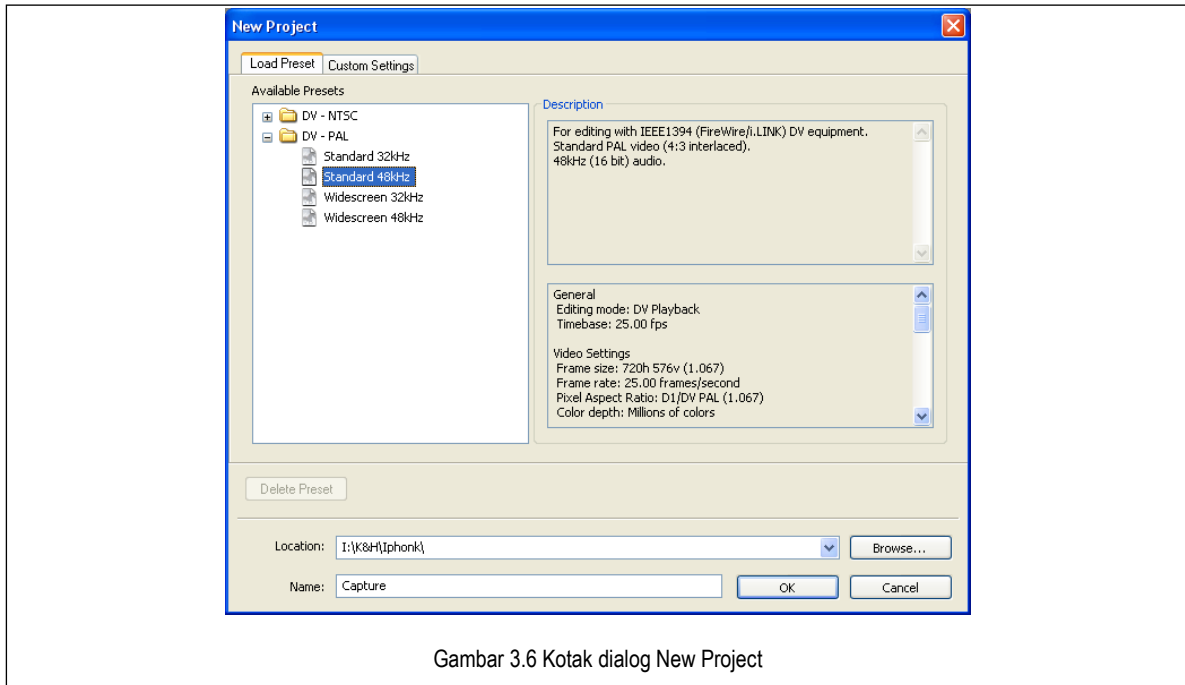 New Project
Load Preset Custom Settings
Available Presets
DV - NTSC
DV - PAL
Standard 32kHz
Standard 48kHz
Widescreen 32kHz
Widescreen 48kHz
Description
For editing with IEEE1394 (FireWire/i.LINK) DV equipment.
Standard PAL video (4:3 interlaced).
48kHz (16 bit) audio.
General
Editing mode: DV Playback
Timebase: 25.00 fps
Video Settings
Frame size: 720h 576v (1.067)
Frame rate: 25.00 frames/second
Pixel Aspect Ratio: D1/DV PAL (1.067)
Color depth: Millions of colors
Delete Preset
Location: I:\K&H\Iphonk\ Browse...
Name: Capture OK Cancel
Gambar 3.6 Kotak dialog New Project